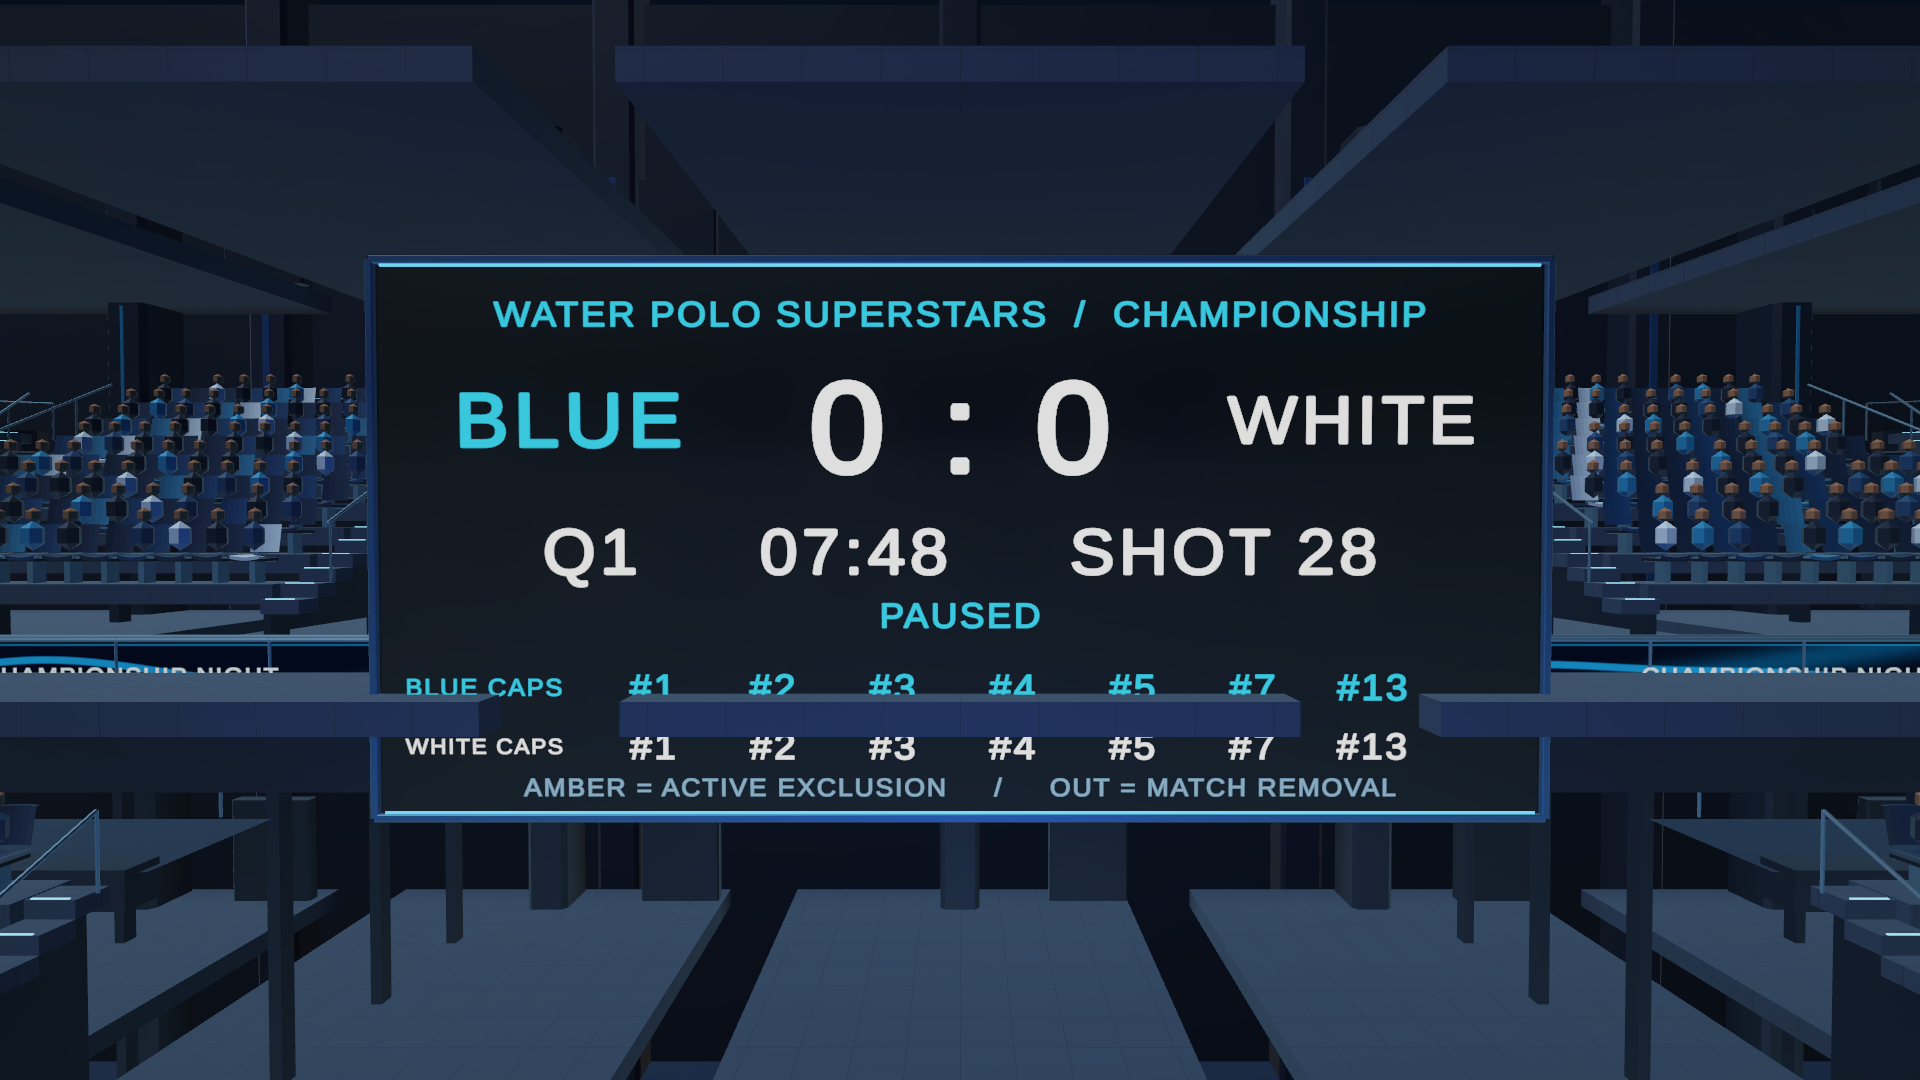 WATER POLO SUPERSTARS / CHAMPIONSHIP
BLUE 0 : 0 WHITE
Q1 07:48 SHOT 28
PAUSED
CHAMPIONSHIP NIGHT
BLUE CAPS #1 #2 #3 #4 #5 #7 #13
WHITE CAPS #1 #2 #3 #4 #5 #7 #13
AMBER = ACTIVE EXCLUSION / OUT = MATCH REMOVAL